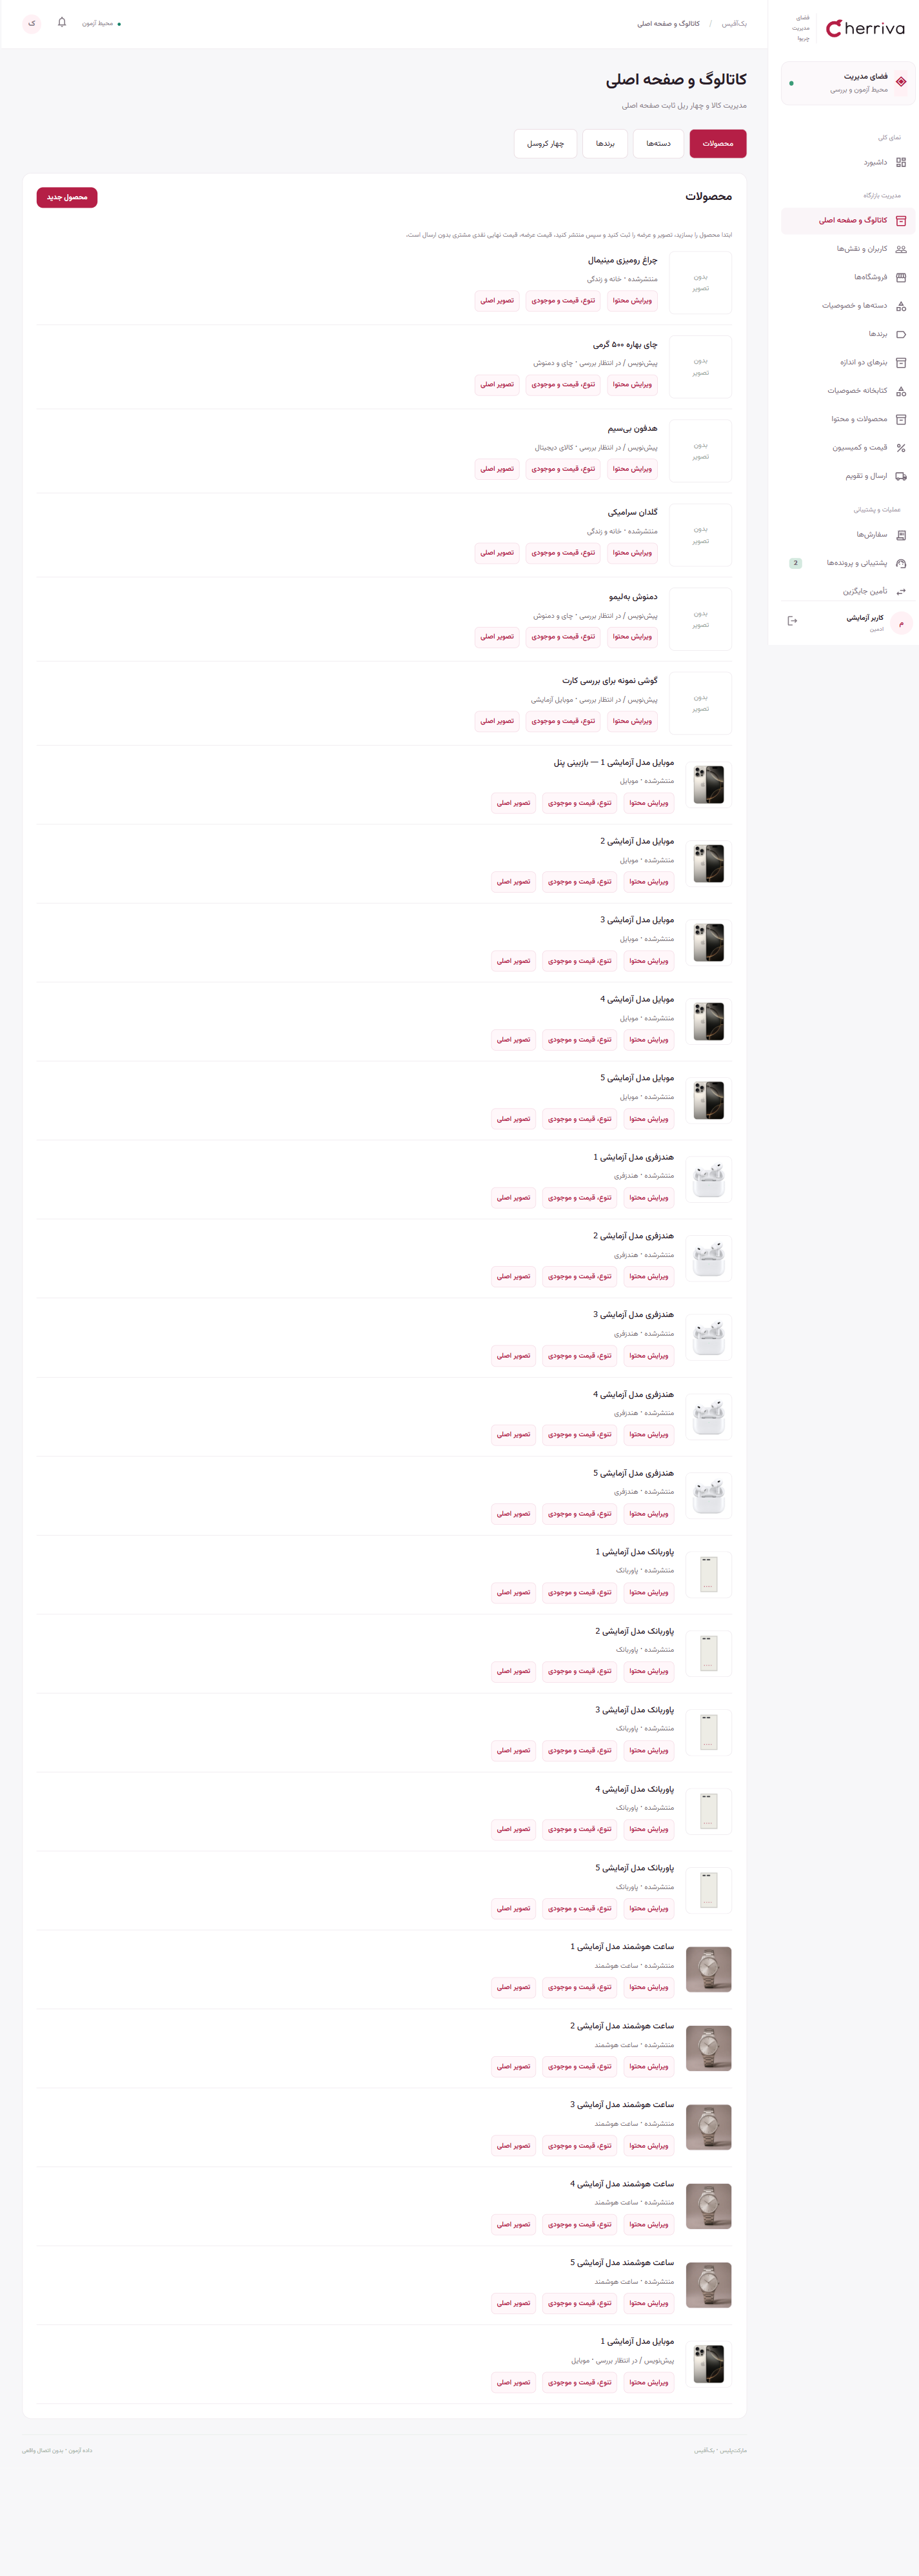 Cherriva
فضای
مدیریت
چریوا
فضای مدیریت
محیط آزمون و بررسی
نمای کلی
داشبورد
مدیریت بازارگاه
کاتالوگ و صفحه اصلی
کاربران و نقش‌ها
فروشگاه‌ها
دسته‌ها و خصوصیات
برندها
بنرهای دو اندازه
کتابخانه خصوصیات
محصولات و محتوا
قیمت و کمیسیون
ارسال و تقویم
عملیات و پشتیبانی
سفارش‌ها
پشتیبانی و پرونده‌ها 2
تأمین جایگزین
م
کاربر آزمایشی
ادمین
بک‌آفیس / کاتالوگ و صفحه اصلی
محیط آزمون
ک
کاتالوگ و صفحه اصلی
مدیریت کالا و چهار ریل ثابت صفحه اصلی
محصولات دسته‌ها برندها چهار کروسل
محصولات
محصول جدید
ابتدا محصول را بسازید، تصویر و عرضه را ثبت کنید و سپس منتشر کنید. قیمت عرضه، قیمت نهایی نقدی مشتری بدون ارسال است.
بدون
تصویر
چراغ رومیزی مینیمال
منتشرشده · خانه و زندگی
ویرایش محتوا تنوع، قیمت و موجودی تصویر اصلی
بدون
تصویر
چای بهاره ۵۰۰ گرمی
پیش‌نویس / در انتظار بررسی · چای و دمنوش
ویرایش محتوا تنوع، قیمت و موجودی تصویر اصلی
بدون
تصویر
هدفون بی‌سیم
پیش‌نویس / در انتظار بررسی · کالای دیجیتال
ویرایش محتوا تنوع، قیمت و موجودی تصویر اصلی
بدون
تصویر
گلدان سرامیکی
منتشرشده · خانه و زندگی
ویرایش محتوا تنوع، قیمت و موجودی تصویر اصلی
بدون
تصویر
دمنوش به‌لیمو
پیش‌نویس / در انتظار بررسی · چای و دمنوش
ویرایش محتوا تنوع، قیمت و موجودی تصویر اصلی
بدون
تصویر
گوشی نمونه برای بررسی کارت
پیش‌نویس / در انتظار بررسی · موبایل آزمایشی
ویرایش محتوا تنوع، قیمت و موجودی تصویر اصلی
موبایل مدل آزمایشی 1 — بازبینی پنل
منتشرشده · موبایل
ویرایش محتوا تنوع، قیمت و موجودی تصویر اصلی
موبایل مدل آزمایشی 2
منتشرشده · موبایل
ویرایش محتوا تنوع، قیمت و موجودی تصویر اصلی
موبایل مدل آزمایشی 3
منتشرشده · موبایل
ویرایش محتوا تنوع، قیمت و موجودی تصویر اصلی
موبایل مدل آزمایشی 4
منتشرشده · موبایل
ویرایش محتوا تنوع، قیمت و موجودی تصویر اصلی
موبایل مدل آزمایشی 5
منتشرشده · موبایل
ویرایش محتوا تنوع، قیمت و موجودی تصویر اصلی
هندزفری مدل آزمایشی 1
منتشرشده · هندزفری
ویرایش محتوا تنوع، قیمت و موجودی تصویر اصلی
هندزفری مدل آزمایشی 2
منتشرشده · هندزفری
ویرایش محتوا تنوع، قیمت و موجودی تصویر اصلی
هندزفری مدل آزمایشی 3
منتشرشده · هندزفری
ویرایش محتوا تنوع، قیمت و موجودی تصویر اصلی
هندزفری مدل آزمایشی 4
منتشرشده · هندزفری
ویرایش محتوا تنوع، قیمت و موجودی تصویر اصلی
هندزفری مدل آزمایشی 5
منتشرشده · هندزفری
ویرایش محتوا تنوع، قیمت و موجودی تصویر اصلی
پاوربانک مدل آزمایشی 1
منتشرشده · پاوربانک
ویرایش محتوا تنوع، قیمت و موجودی تصویر اصلی
پاوربانک مدل آزمایشی 2
منتشرشده · پاوربانک
ویرایش محتوا تنوع، قیمت و موجودی تصویر اصلی
پاوربانک مدل آزمایشی 3
منتشرشده · پاوربانک
ویرایش محتوا تنوع، قیمت و موجودی تصویر اصلی
پاوربانک مدل آزمایشی 4
منتشرشده · پاوربانک
ویرایش محتوا تنوع، قیمت و موجودی تصویر اصلی
پاوربانک مدل آزمایشی 5
منتشرشده · پاوربانک
ویرایش محتوا تنوع، قیمت و موجودی تصویر اصلی
ساعت هوشمند مدل آزمایشی 1
منتشرشده · ساعت هوشمند
ویرایش محتوا تنوع، قیمت و موجودی تصویر اصلی
ساعت هوشمند مدل آزمایشی 2
منتشرشده · ساعت هوشمند
ویرایش محتوا تنوع، قیمت و موجودی تصویر اصلی
ساعت هوشمند مدل آزمایشی 3
منتشرشده · ساعت هوشمند
ویرایش محتوا تنوع، قیمت و موجودی تصویر اصلی
ساعت هوشمند مدل آزمایشی 4
منتشرشده · ساعت هوشمند
ویرایش محتوا تنوع، قیمت و موجودی تصویر اصلی
ساعت هوشمند مدل آزمایشی 5
منتشرشده · ساعت هوشمند
ویرایش محتوا تنوع، قیمت و موجودی تصویر اصلی
موبایل مدل آزمایشی 1
پیش‌نویس / در انتظار بررسی · موبایل
ویرایش محتوا تنوع، قیمت و موجودی تصویر اصلی
مارکت‌پلیس · بک‌آفیس
داده آزمون · بدون اتصال واقعی